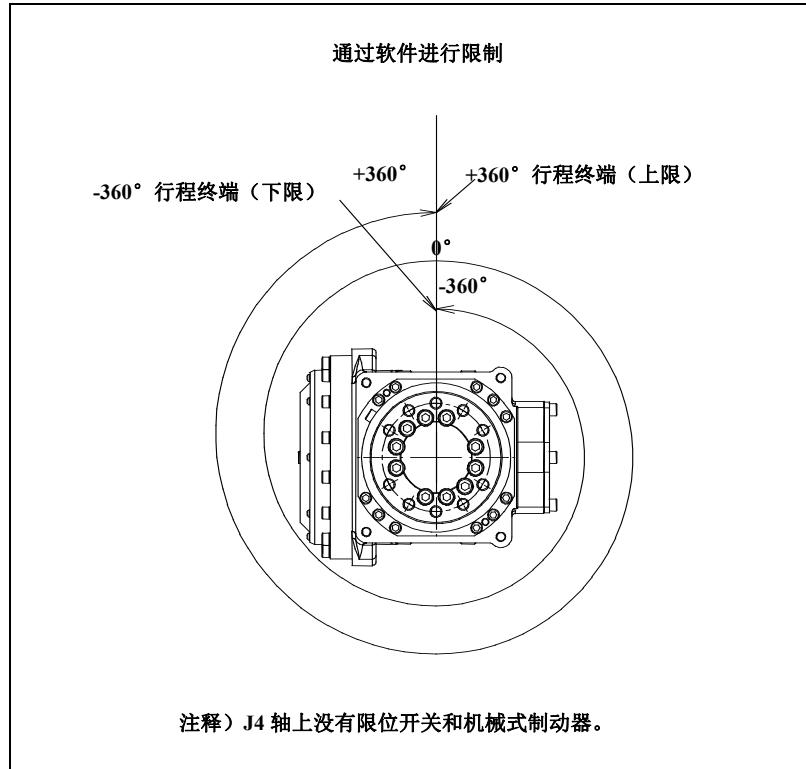 通过软件进行限制
+360° +360° 行程终端（上限）
-360° 行程终端（下限）
0°
-360°
注释）J4 轴上没有限位开关和机械式制动器。